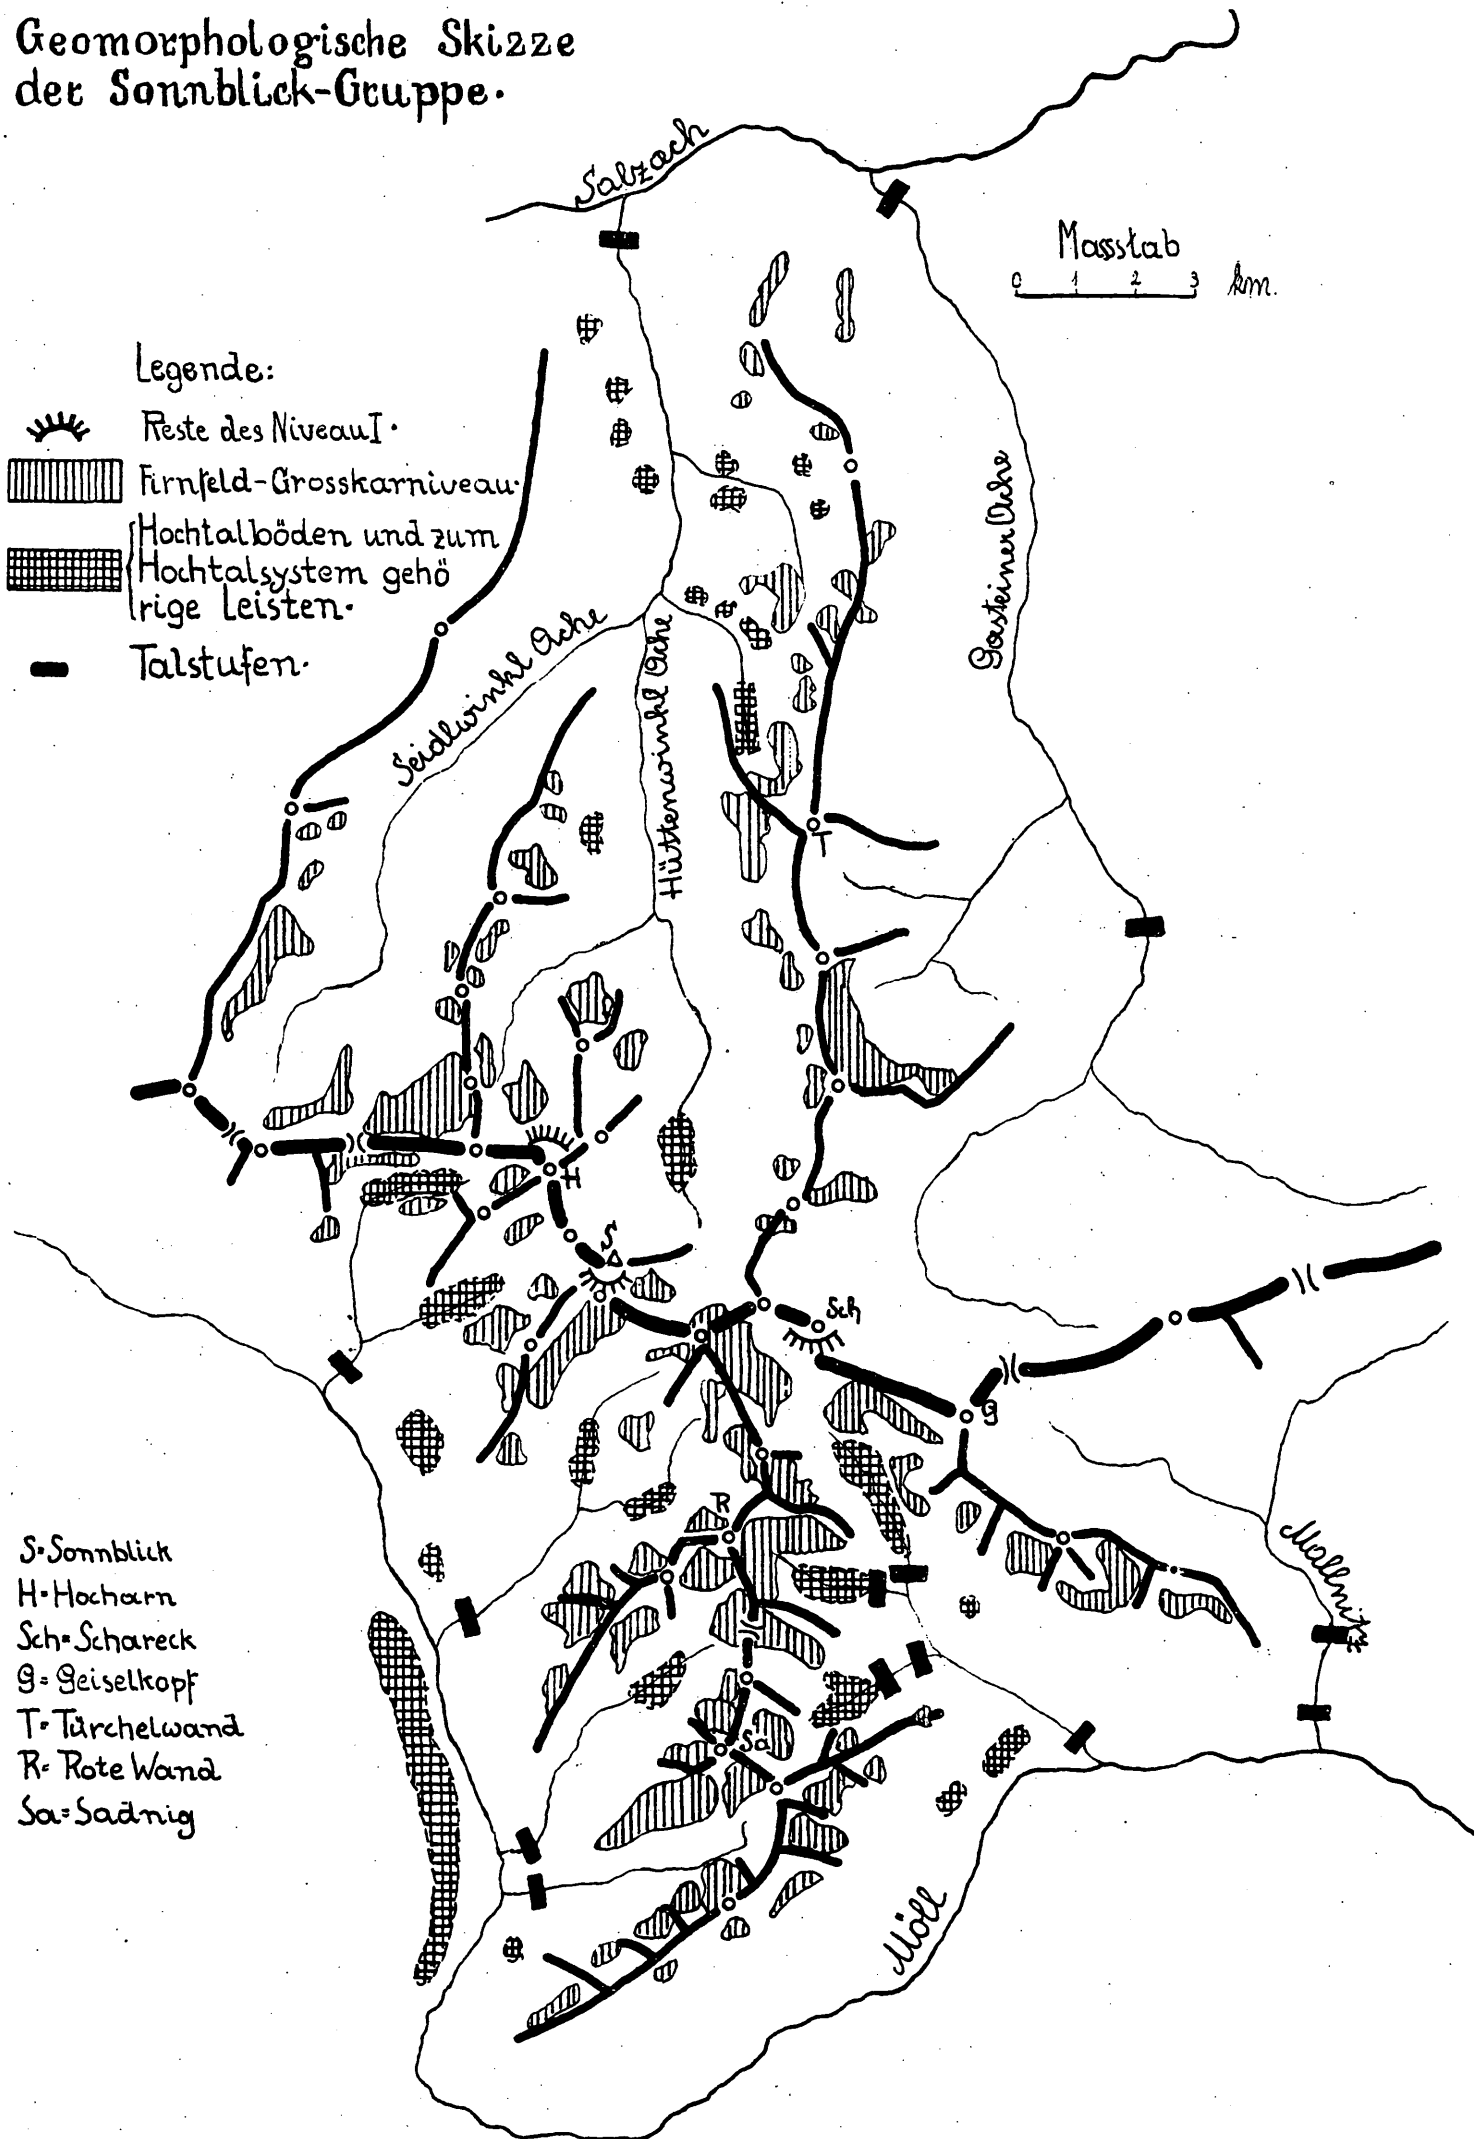 Geomorphologische Skizze
der Sonnblick-Gruppe.
Salzach
Massstab
0 1 2 3 km.
Legende:
Reste des Niveau I.
Firnfeld-Grosskarniveau.
Hochtalböden und zum
Hochtalsystem gehö
rige Leisten.
Talstufen.
Gasteiner Ache
Seidlwinkl Ache
Hüttenwinkl Ache
T
H
S
Sch
g
R
Mallnitz
Sa
Möll
S=Sonnblick
H=Hocharn
Sch=Schareck
g=geiselkopf
T=Türchelwand
R=Rote Wand
Sa=Sadnig